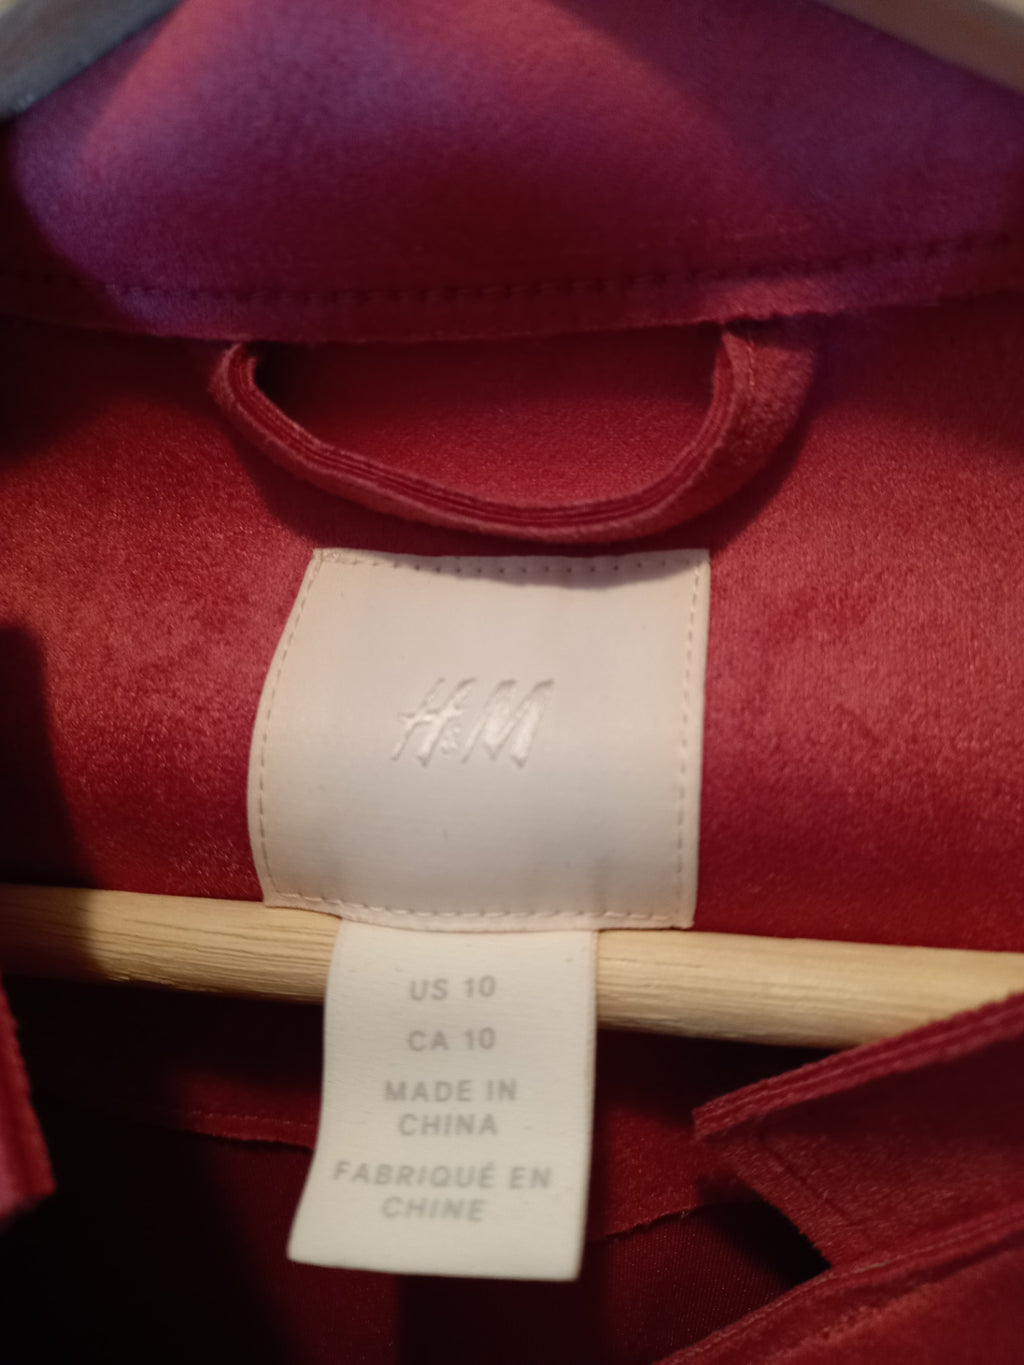 H&M
US 10
CA 10
MADE IN
CHINA
FABRIQUÉ EN
CHINE